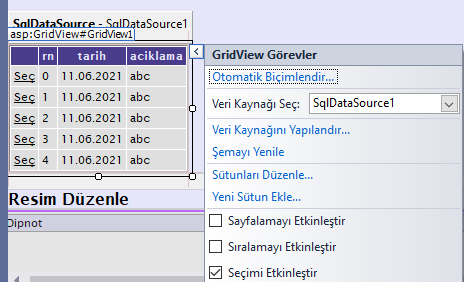 SqlDataSource - SqlDataSource1
asp:GridView#GridView1
rn tarih aciklama
Seç 0 11.06.2021 abc
Seç 1 11.06.2021 abc
Seç 2 11.06.2021 abc
Seç 3 11.06.2021 abc
Seç 4 11.06.2021 abc
Resim Düzenle
Dipnot
GridView Görevler
Otomatik Biçimlendir...
Veri Kaynağı Seç: SqlDataSource1
Veri Kaynağını Yapılandır...
Şemayı Yenile
Sütunları Düzenle...
Yeni Sütun Ekle...
Sayfalamayı Etkinleştir
Sıralamayı Etkinleştir
Seçimi Etkinleştir